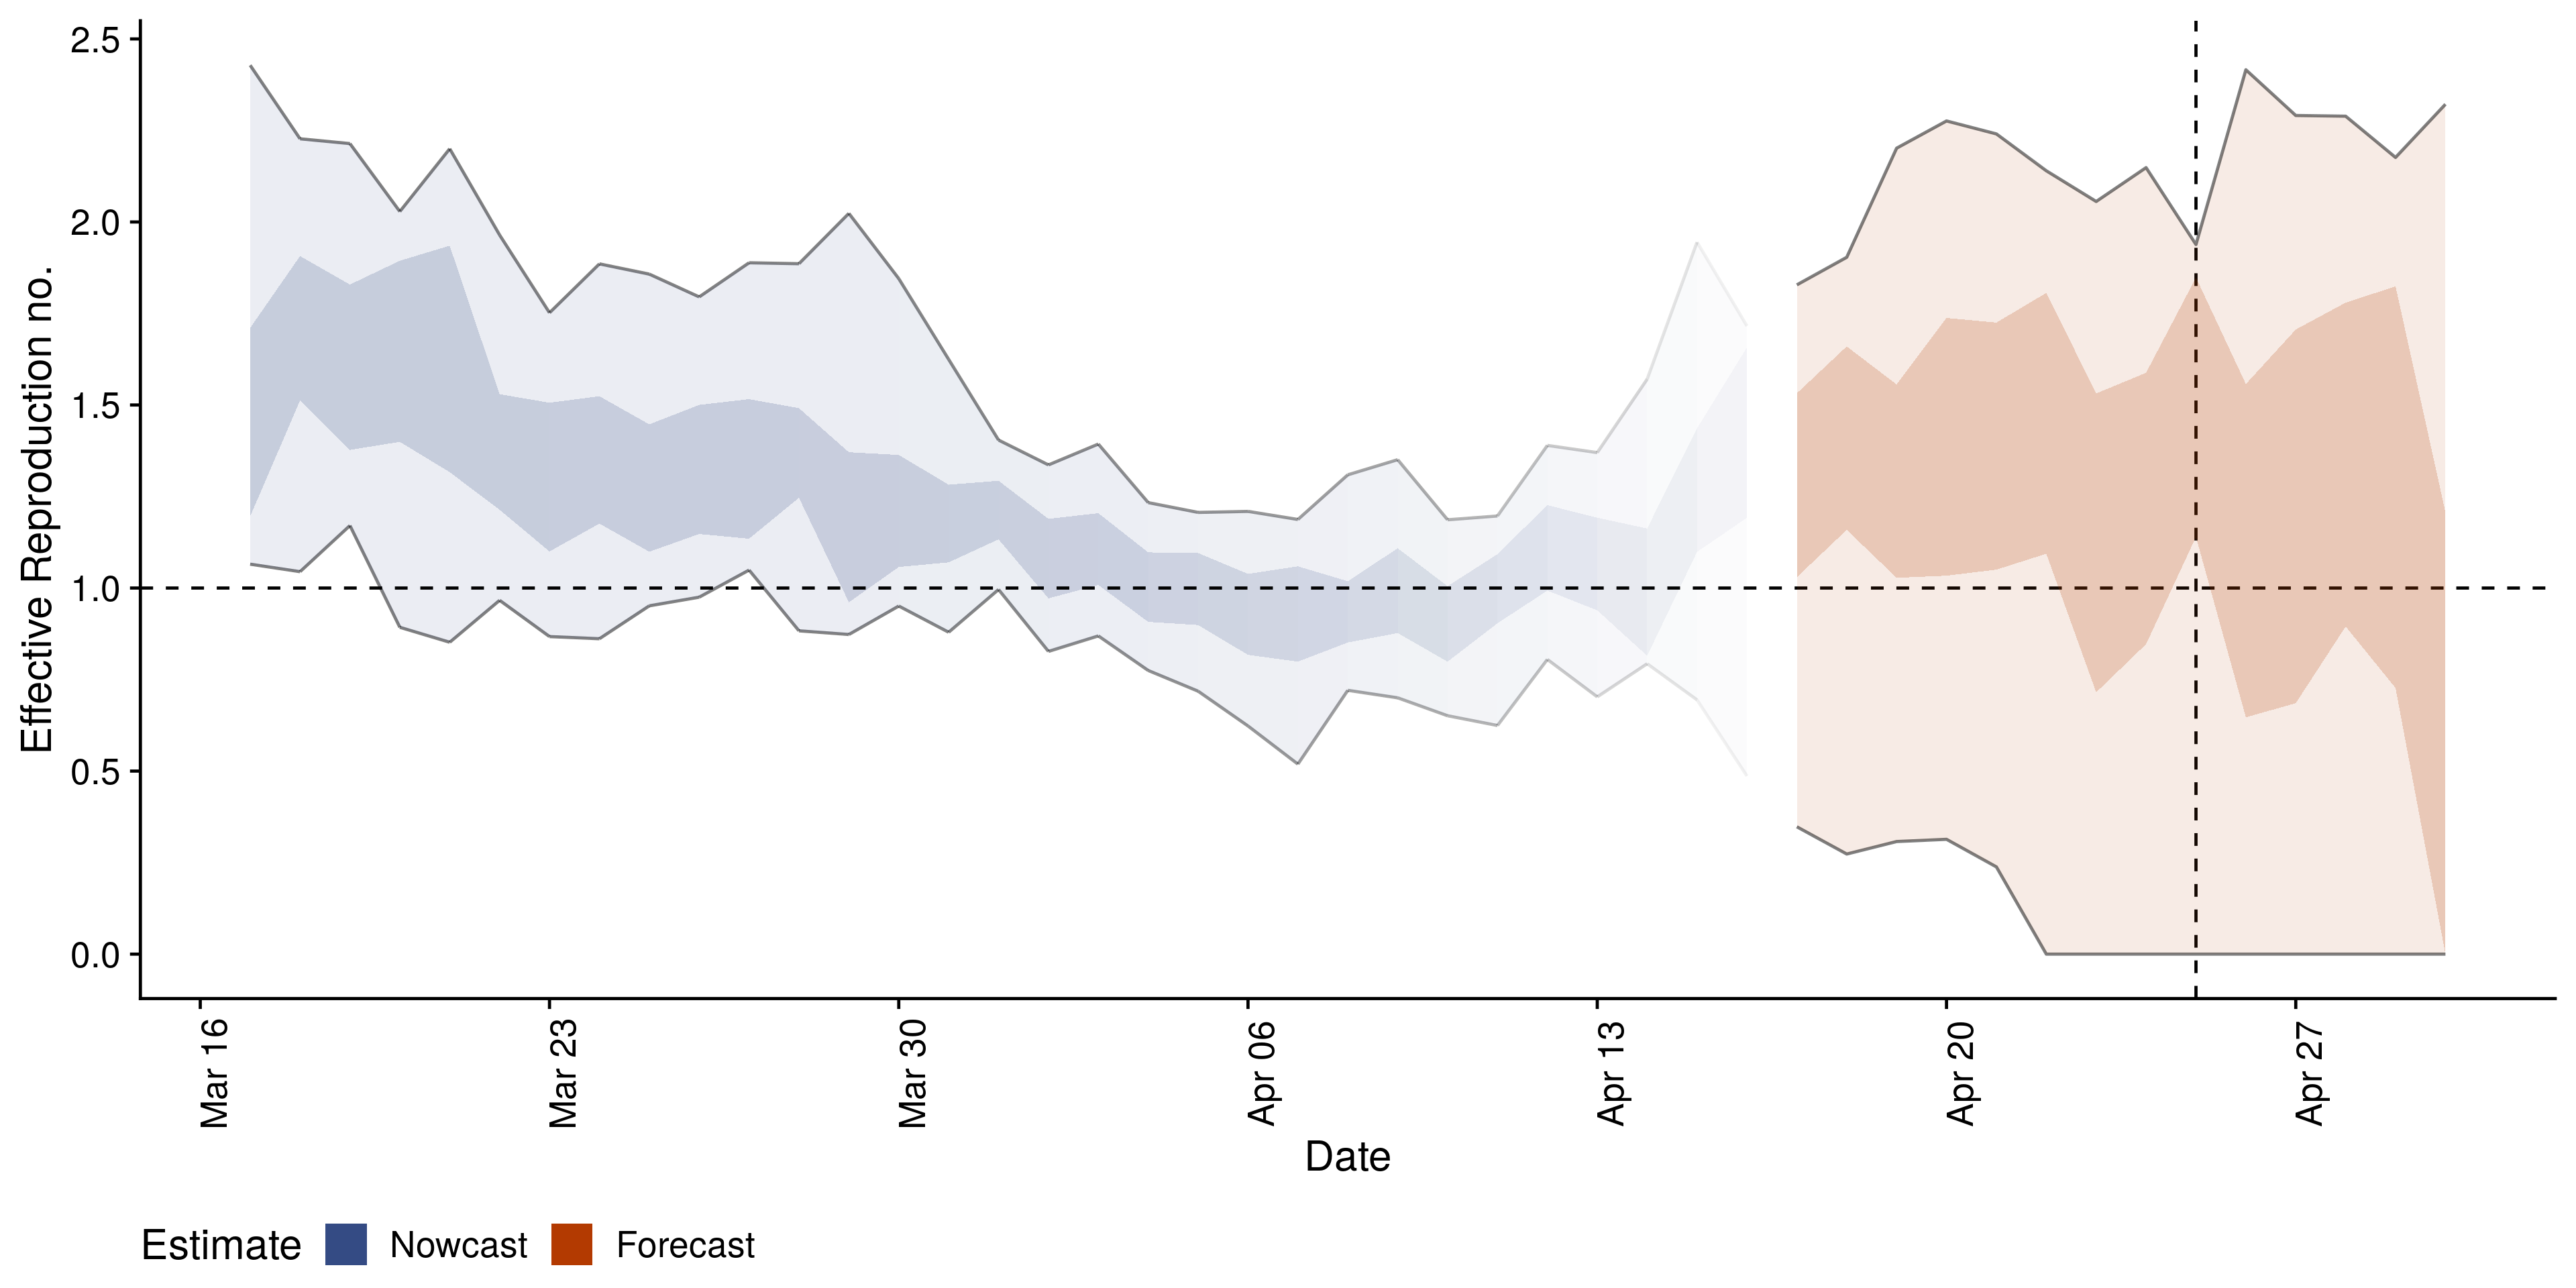 Effective Reproduction no.
2.5
2.0
1.5
1.0
0.5
0.0
Mar 16
Mar 23
Mar 30
Apr 06
Apr 13
Apr 20
Apr 27
Date
Estimate Nowcast Forecast